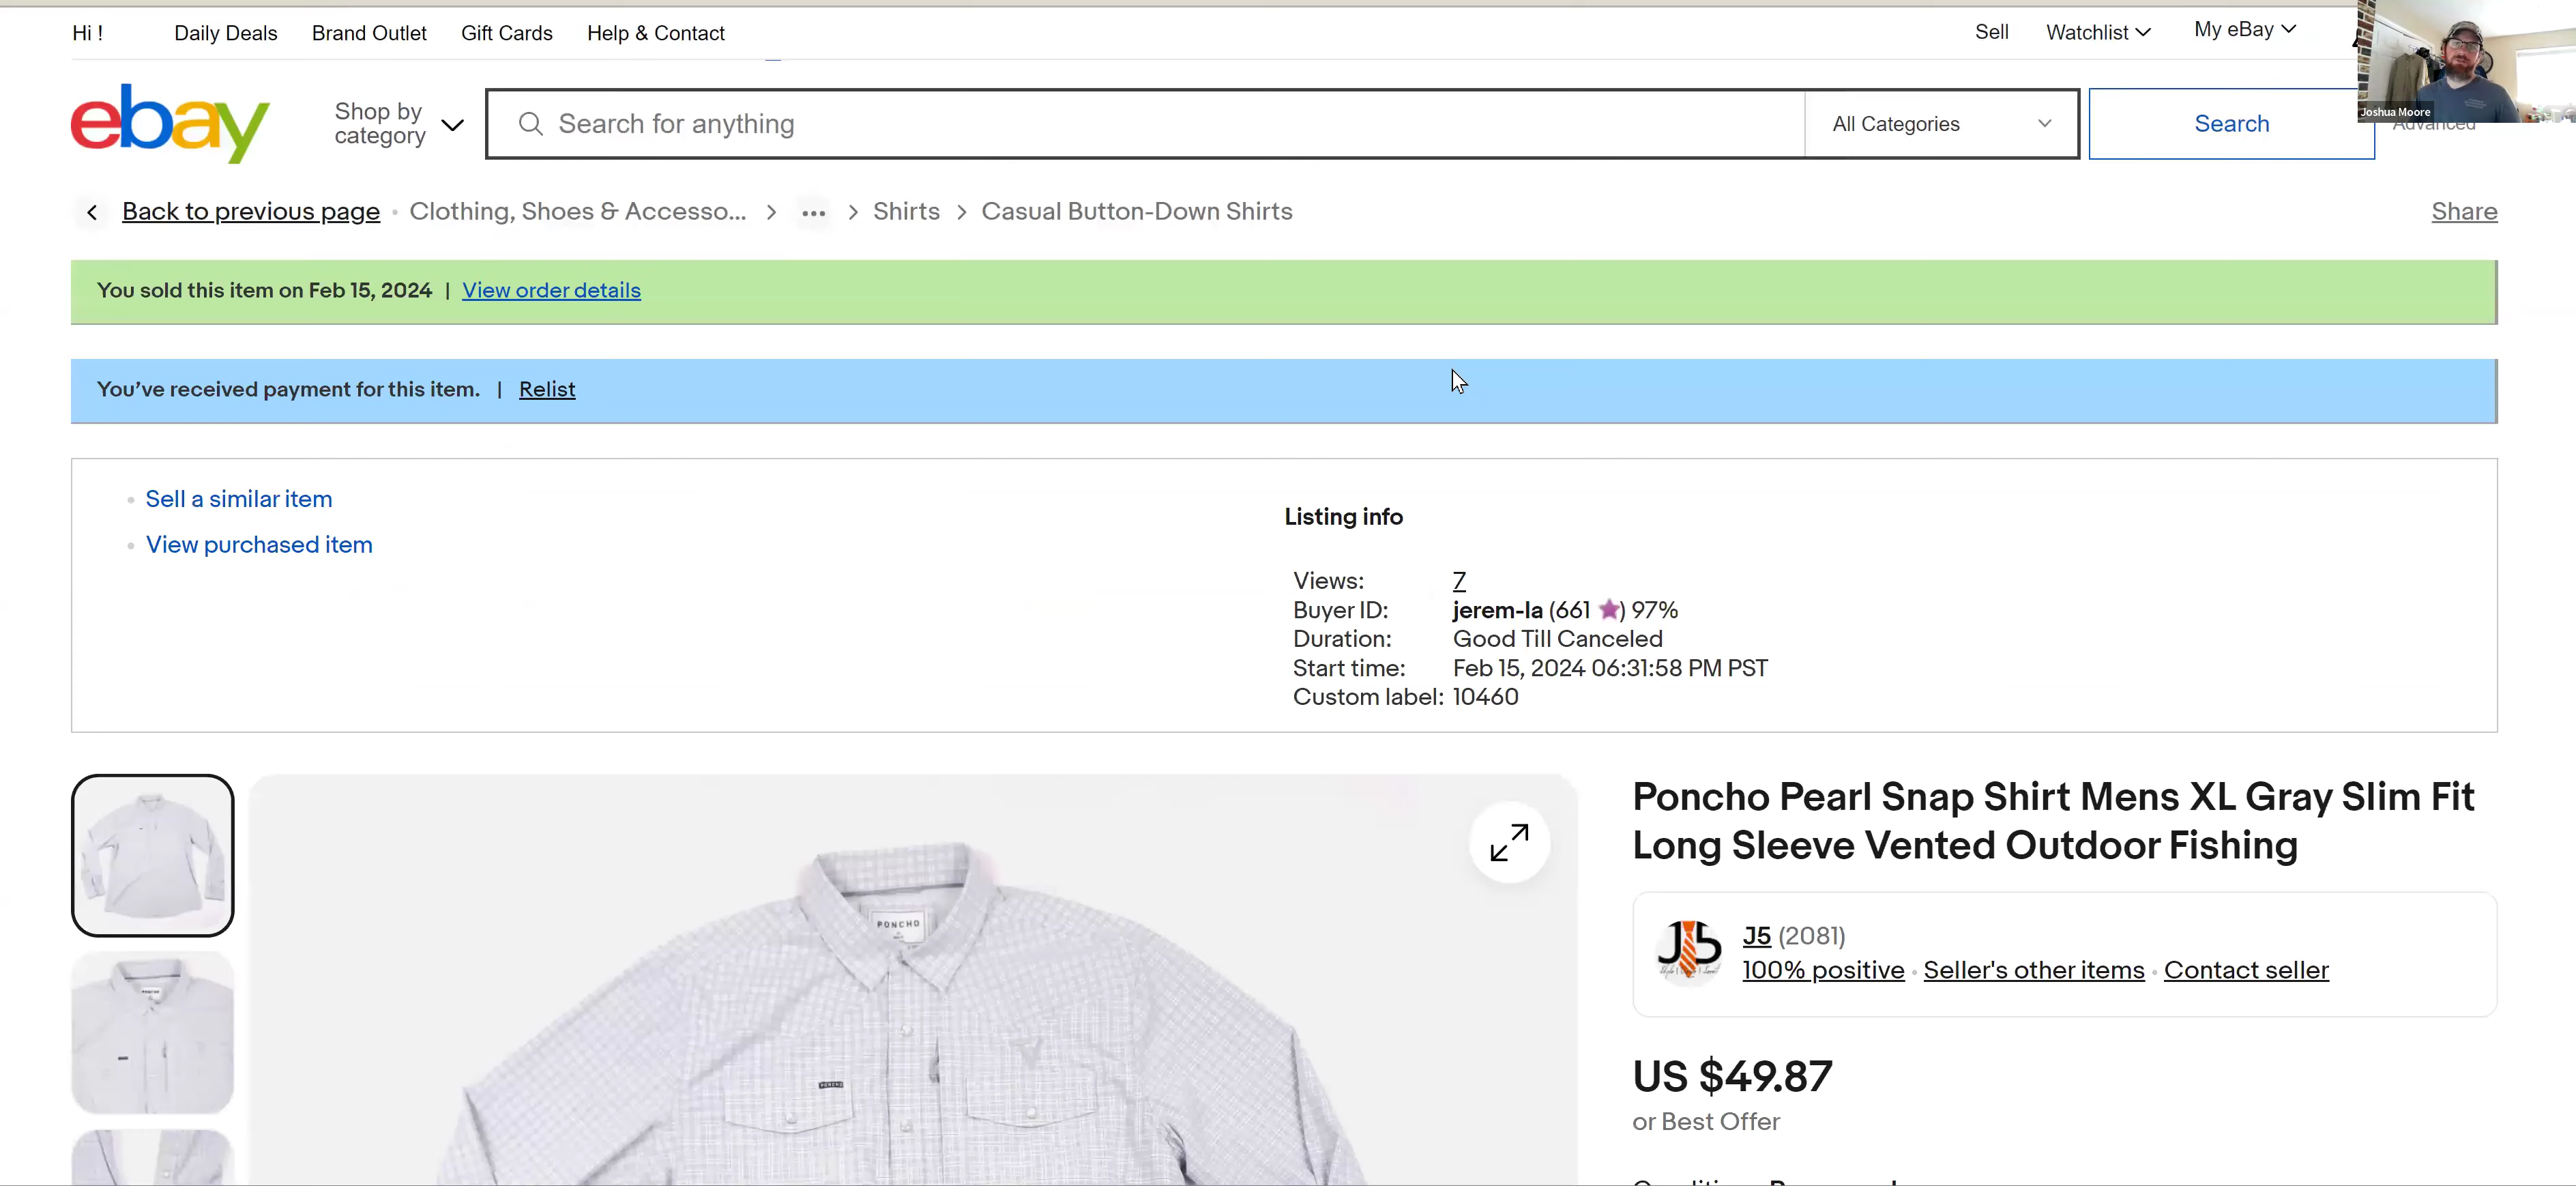 Hi !
Daily Deals
Brand Outlet
Gift Cards
Help & Contact
Sell
Watchlist
My eBay
Joshua Moore
ebay
Shop by
category
Search for anything
All Categories
Search
Advanced
Back to previous page
Clothing, Shoes & Accesso...
...
Shirts
Casual Button-Down Shirts
Share
You sold this item on Feb 15, 2024 | View order details
You've received payment for this item. | Relist
Sell a similar item
View purchased item
Listing info
Views: 7
Buyer ID: jerem-la (661 ★) 97%
Duration: Good Till Canceled
Start time: Feb 15, 2024 06:31:58 PM PST
Custom label: 10460
PONCHO
PONCHO
Poncho Pearl Snap Shirt Mens XL Gray Slim Fit
Long Sleeve Vented Outdoor Fishing
J5
J5 (2081)
100% positive • Seller's other items • Contact seller
US $49.87
or Best Offer